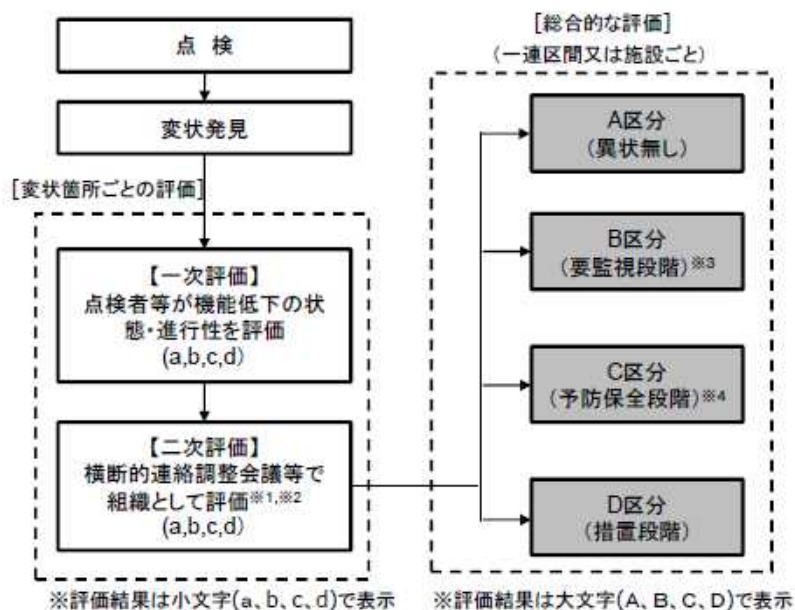 点 検
変状発見
[変状箇所ごとの評価]
【一次評価】
点検者等が機能低下の状
態・進行性を評価
(a,b,c,d)
【二次評価】
横断的連絡調整会議等で
組織として評価※1,※2
(a,b,c,d)
※評価結果は小文字(a、b、c、d)で表示
[総合的な評価]
(一連区間又は施設ごと)
A区分
(異状無し)
B区分
(要監視段階)※3
C区分
(予防保全段階)※4
D区分
(措置段階)
※評価結果は大文字(A、B、C、D)で表示